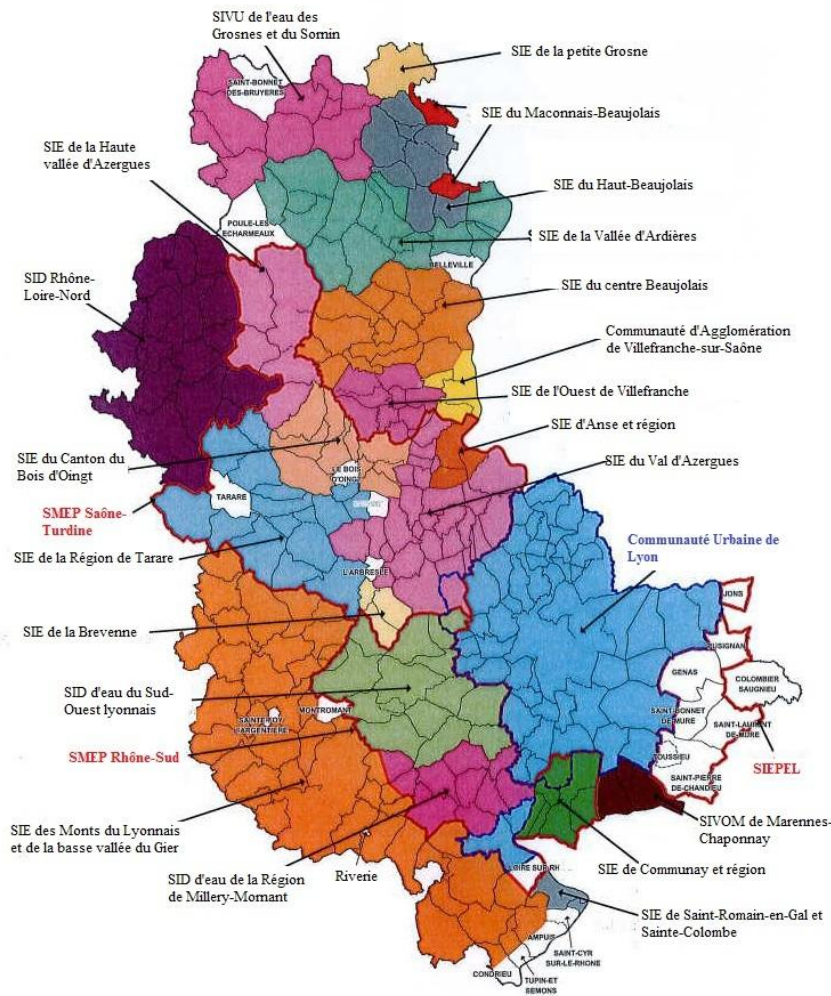 SIVU de l'eau des
Grosnes et du Sornin
SIE de la petite Grosne
SAINT-BONNET
DES-BRUYERES
SIE du Maconnais-Beaujolais
SIE de la Haute
vallée d'Azergues
SIE du Haut-Beaujolais
POULE-LES
ECHARMEAUX
SIE de la Vallée d'Ardières
BELLEVILLE
SID Rhône-
Loire-Nord
SIE du centre Beaujolais
Communauté d'Agglomération
de Villefranche-sur-Saône
SIE de l'Ouest de Villefranche
SIE d'Anse et région
SIE du Canton du
Bois d'Oingt
LE BOIS
D'OINGT
SIE du Val d'Azergues
TARARE
SMEP Saône-
Turdine
Communauté Urbaine de
Lyon
SIE de la Région de Tarare
L'ARBRESLE
JONS
SIE de la Brevenne
PUSIGNAN
GENAS
COLOMBIER
SAUGNIEU
SID d'eau du Sud-
Ouest lyonnais
MONTROMANT
SAINTE FOY
L'ARGENTIERE
SAINT-BONNET
DE-MURE
SAINT-LAURENT
DE-MURE
SMEP Rhône-Sud
TOUSSIEU
SIEPEL
SAINT-PIERRE
DE-CHANDIEU
SIVOM de Marennes-
Chaponnay
SIE des Monts du Lyonnais
et de la basse vallée du Gier
SIE de Communay et région
SID d'eau de la Région
de Millery-Mornant
Riverie
LOIRE SUR RH
SIE de Saint-Romain-en-Gal et
Sainte-Colombe
AMPUIS
SAINT-CYR
SUR-LE-RHONE
CONDRIEU
TUPIN-ET
SEMONS